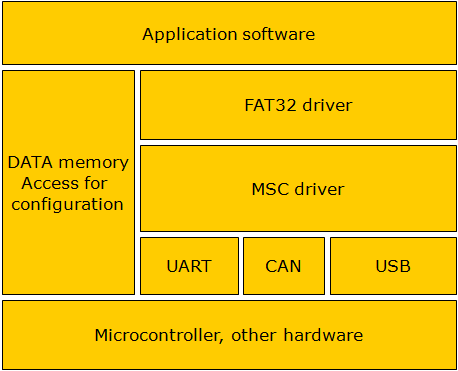 Application software
FAT32 driver
DATA memory
Access for
configuration
MSC driver
UART
CAN
USB
Microcontroller, other hardware